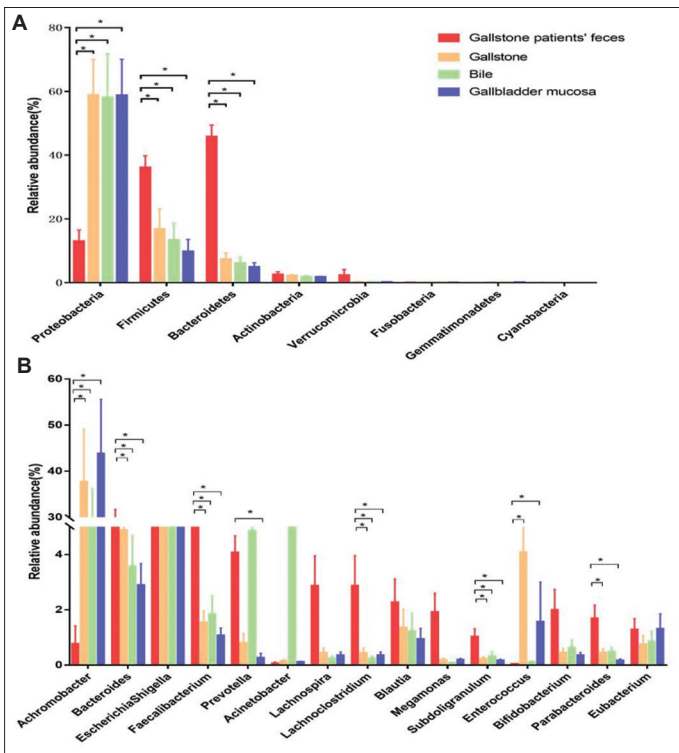 A
Relative abundance(%)
80
60
40
20
0
* * *
* * *
* * *
Gallstone patients' feces
Gallstone
Bile
Gallbladder mucosa
Proteobacteria
Firmicutes
Bacteroidetes
Actinobacteria
Verrucomicrobia
Fusobacteria
Gemmatimonadetes
Cyanobacteria
B
Relative abundance(%)
60
50
40
30
4
2
0
* * *
* * *
* * *
*
* * *
* * *
* *
* *
Achromobacter
Bacteroides
EscherichiaShigella
Faecalibacterium
Prevotella
Acinetobacter
Lachnospira
Lachnoclostridium
Blautia
Megamonas
Subdoligranulum
Enterococcus
Bifidobacterium
Parabacteroides
Eubacterium